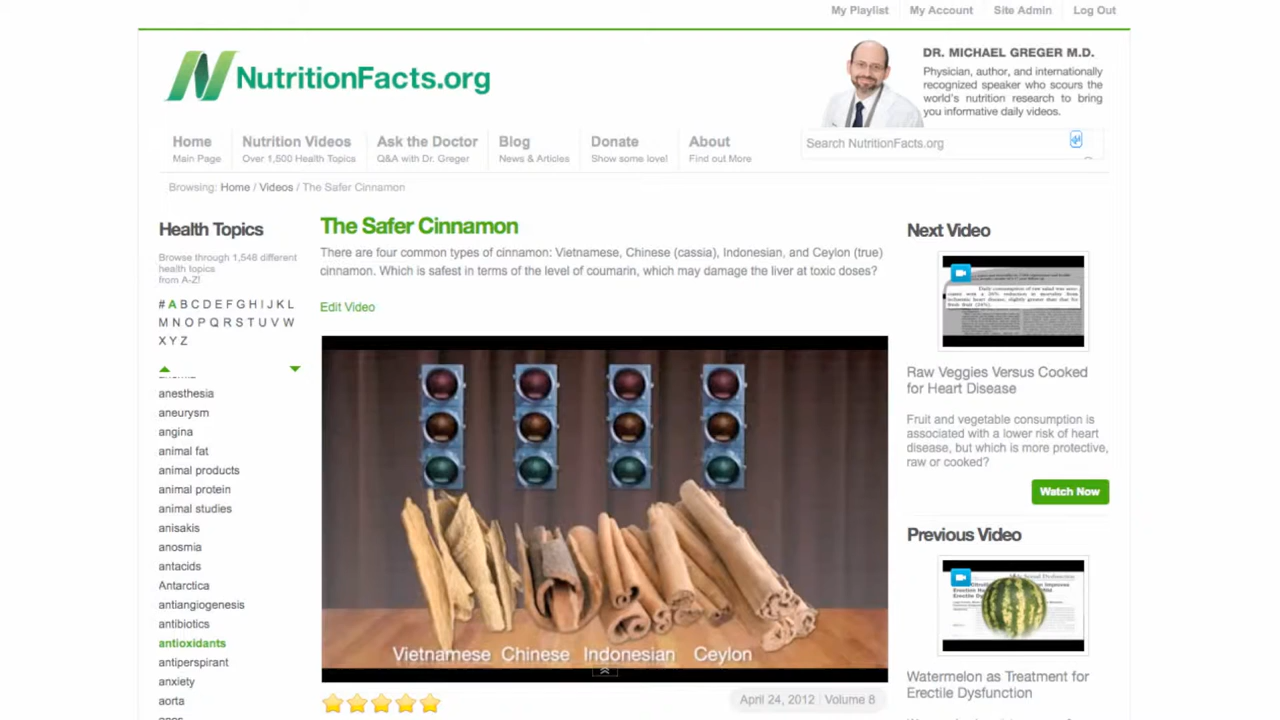 My Playlist My Account Site Admin Log Out
NutritionFacts.org
DR. MICHAEL GREGER M.D.
Physician, author, and internationally
recognized speaker who scours the
world's nutrition research to bring
you informative daily videos.
Home Nutrition Videos Ask the Doctor Blog Donate About
Main Page Over 1,500 Health Topics Q&A with Dr. Greger News & Articles Show some love! Find out More
Search NutritionFacts.org
Browsing: Home / Videos / The Safer Cinnamon
Health Topics
Browse through 1,548 different
health topics
from A-Z!
# A B C D E F G H I J K L
M N O P Q R S T U V W
X Y Z
anesthesia
aneurysm
angina
animal fat
animal products
animal protein
animal studies
anisakis
anosmia
antacids
Antarctica
antiangiogenesis
antibiotics
antioxidants
antiperspirant
anxiety
aorta
The Safer Cinnamon
There are four common types of cinnamon: Vietnamese, Chinese (cassia), Indonesian, and Ceylon (true)
cinnamon. Which is safest in terms of the level of coumarin, which may damage the liver at toxic doses?
Edit Video
Vietnamese Chinese Indonesian Ceylon
April 24, 2012 Volume 8
Next Video
Raw Veggies Versus Cooked
for Heart Disease
Fruit and vegetable consumption is
associated with a lower risk of heart
disease, but which is more protective,
raw or cooked?
Watch Now
Previous Video
Watermelon as Treatment for
Erectile Dysfunction